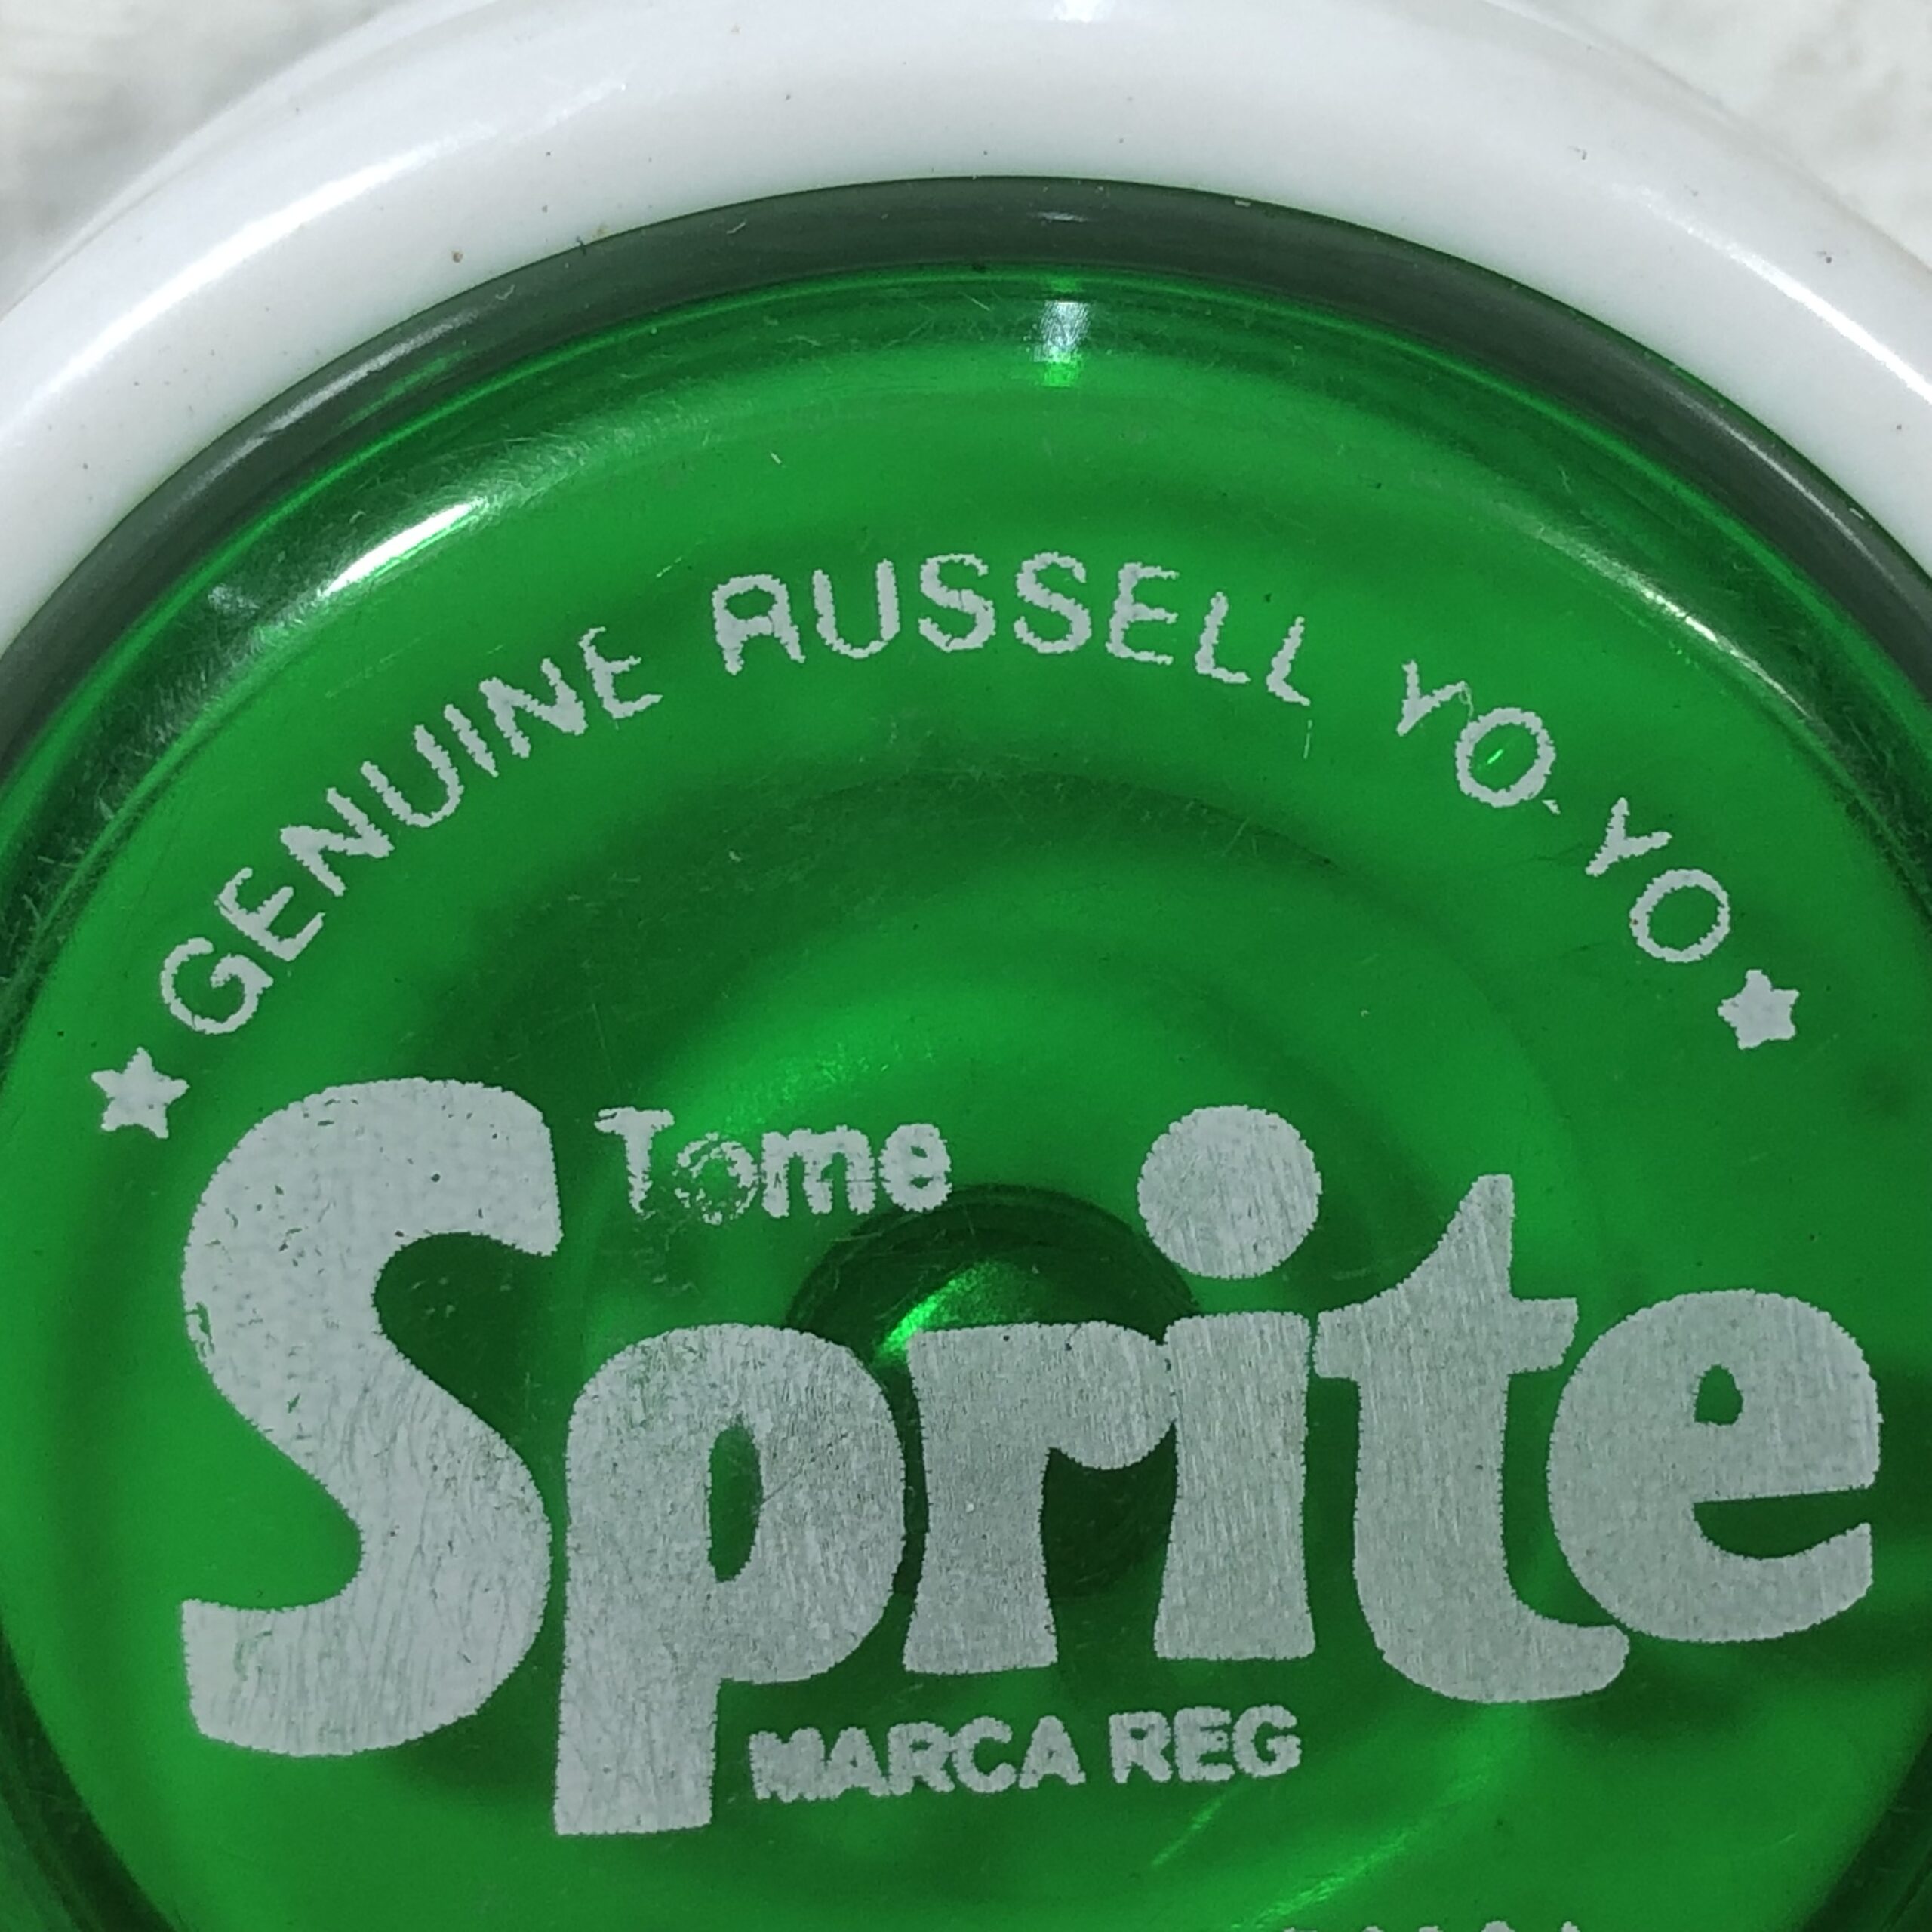 ★ GENUINE RUSSELL YO-YO ★
Tome
Sprite
MARCA REG